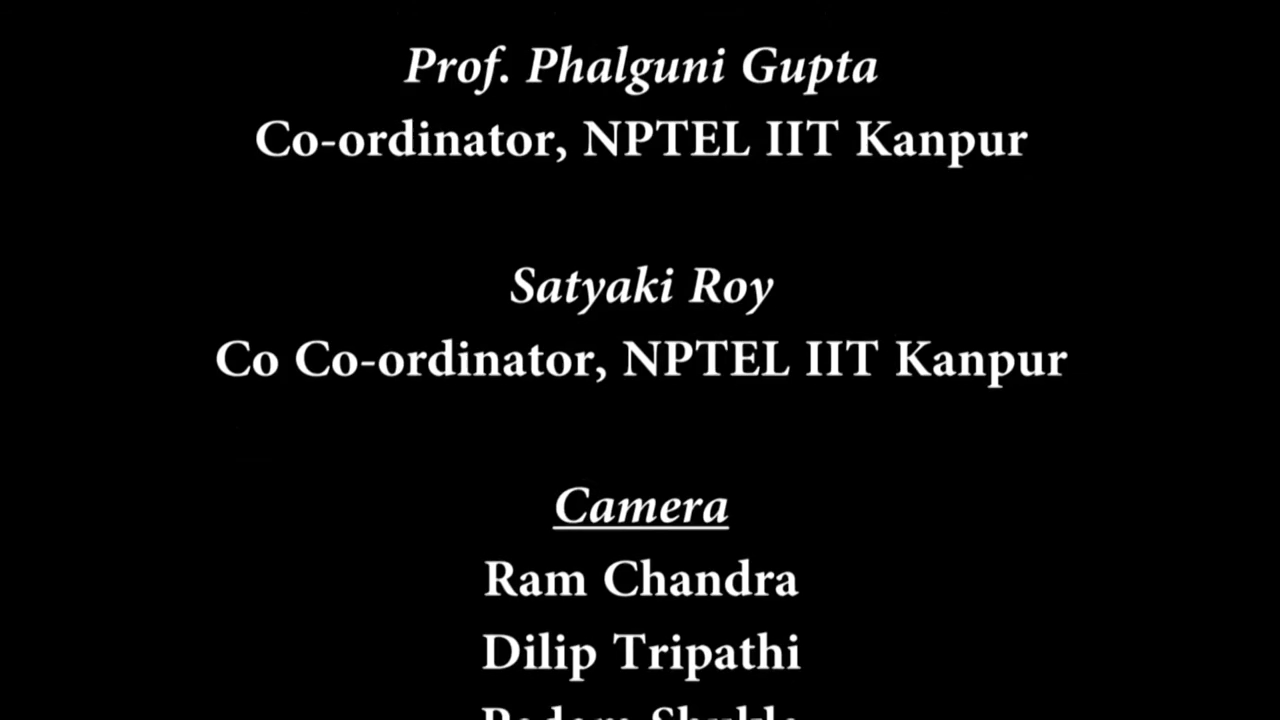 Prof. Phalguni Gupta
Co-ordinator, NPTEL IIT Kanpur
Satyaki Roy
Co Co-ordinator, NPTEL IIT Kanpur
Camera
Ram Chandra
Dilip Tripathi